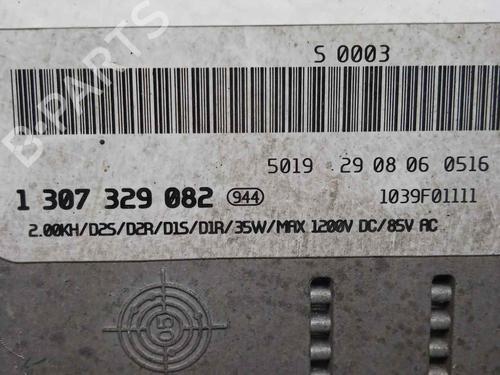 S 0003
B-PARTS
5019 29 08 06 0516
1 307 329 082 944 1039F01111
2.00KH/D2S/D2R/D1S/D1R/35W/MAX 1200V DC/85V AC
05